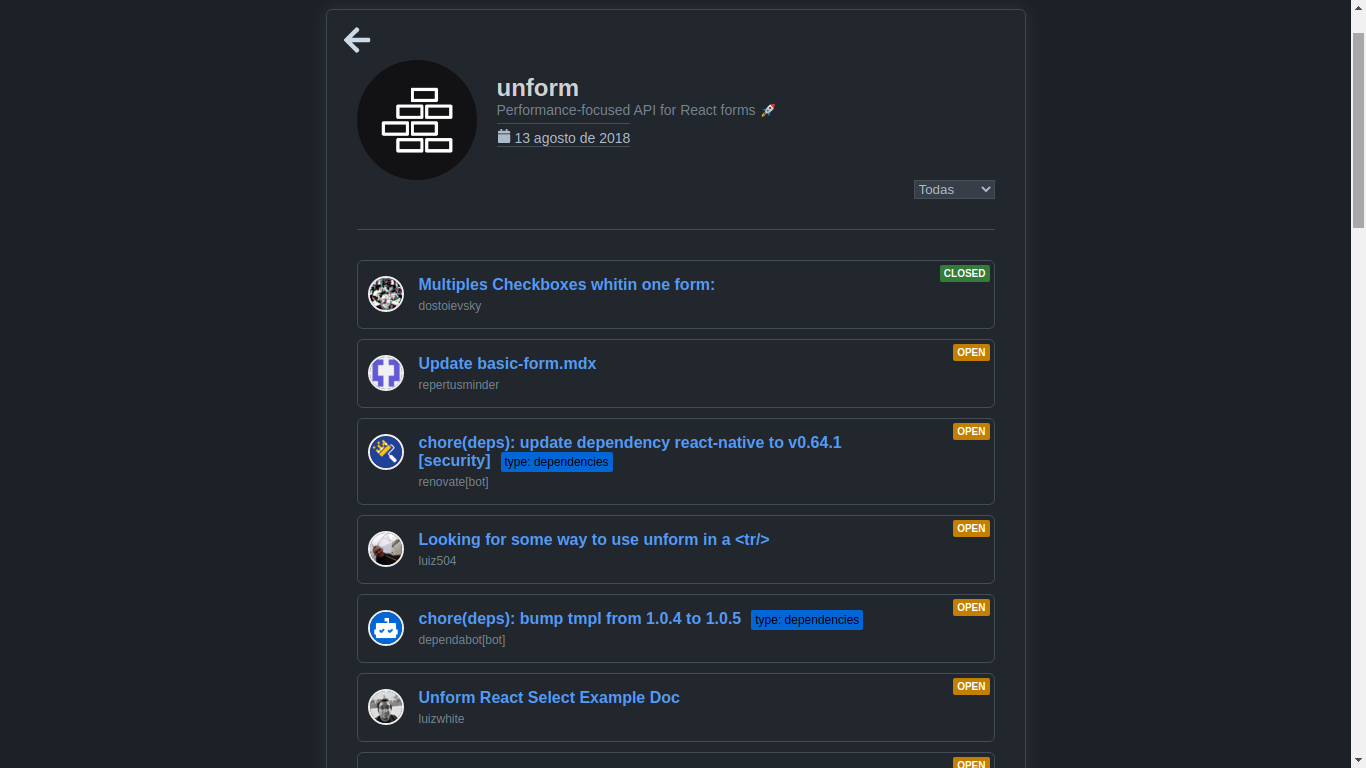 unform
Performance-focused API for React forms 🚀
13 agosto de 2018
Todas
CLOSED
Multiples Checkboxes whitin one form:
dostoievsky
OPEN
Update basic-form.mdx
repertusminder
OPEN
chore(deps): update dependency react-native to v0.64.1
[security] type: dependencies
renovate[bot]
OPEN
Looking for some way to use unform in a <tr/>
luiz504
OPEN
chore(deps): bump tmpl from 1.0.4 to 1.0.5 type: dependencies
dependabot[bot]
OPEN
Unform React Select Example Doc
luizwhite
OPEN